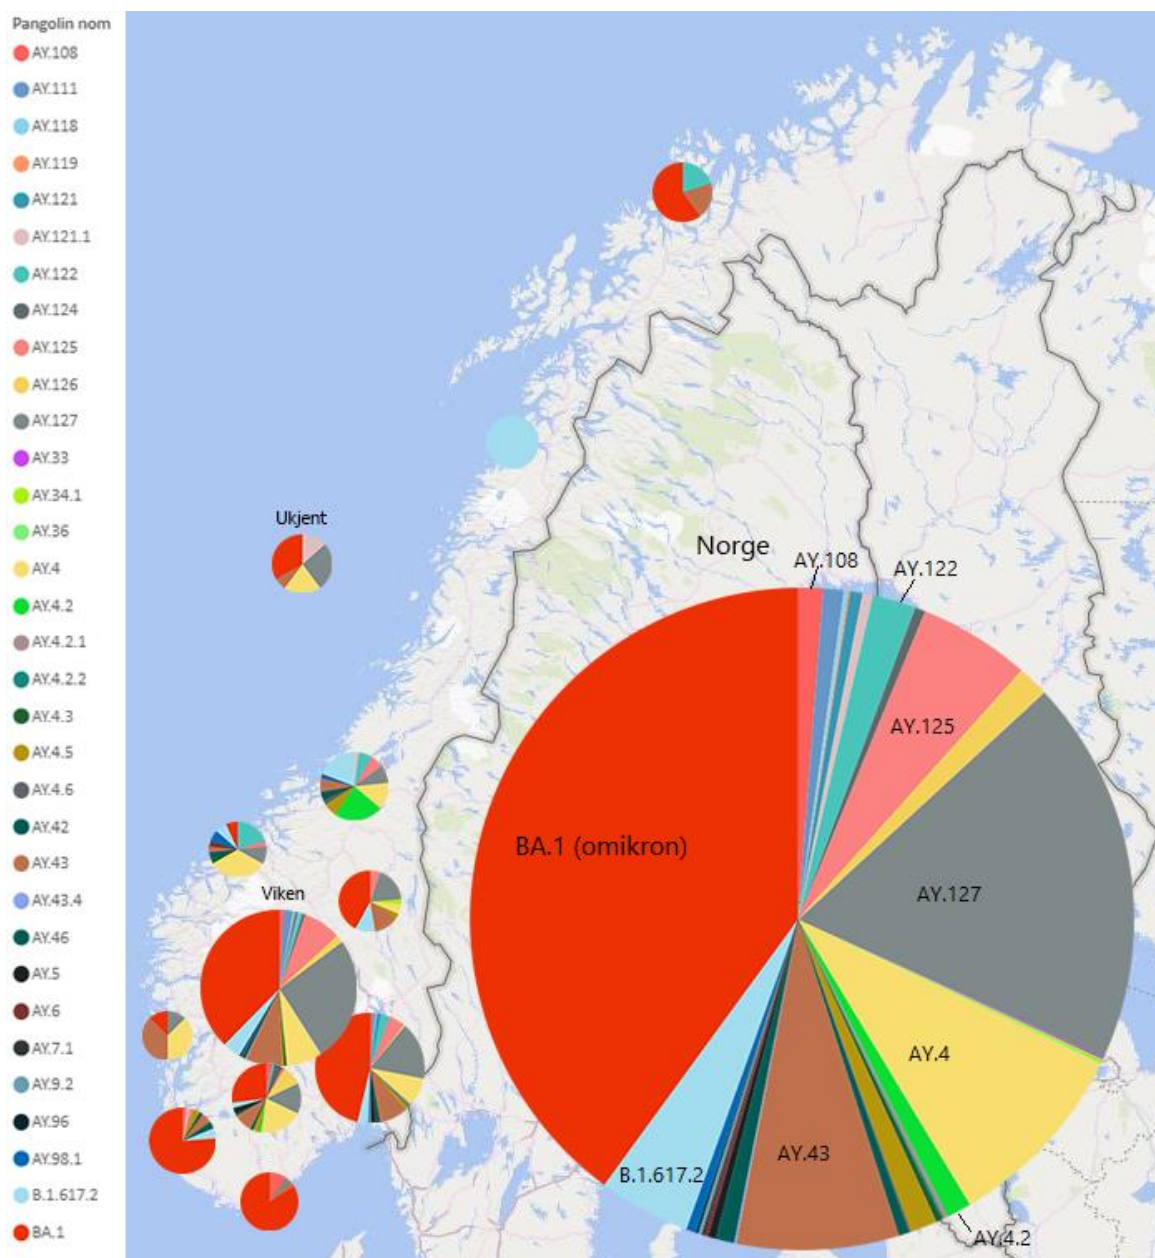 Pangolin nom
AY.108
AY.111
AY.118
AY.119
AY.121
AY.121.1
AY.122
AY.124
AY.125
AY.126
AY.127
AY.33
AY.34.1
AY.36
AY.4
AY.4.2
AY.4.2.1
AY.4.2.2
AY.4.3
AY.4.5
AY.4.6
AY.42
AY.43
AY.43.4
AY.46
AY.5
AY.6
AY.7.1
AY.9.2
AY.96
AY.98.1
B.1.617.2
BA.1
Ukjent
Viken
Norge
AY.108
AY.122
AY.125
BA.1 (omikron)
AY.127
AY.4
AY.43
B.1.617.2
AY.4.2